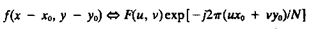 f(x − x₀, y − y₀) ⇔ F(u, v)exp[−j2π(ux₀ + vy₀)/N]